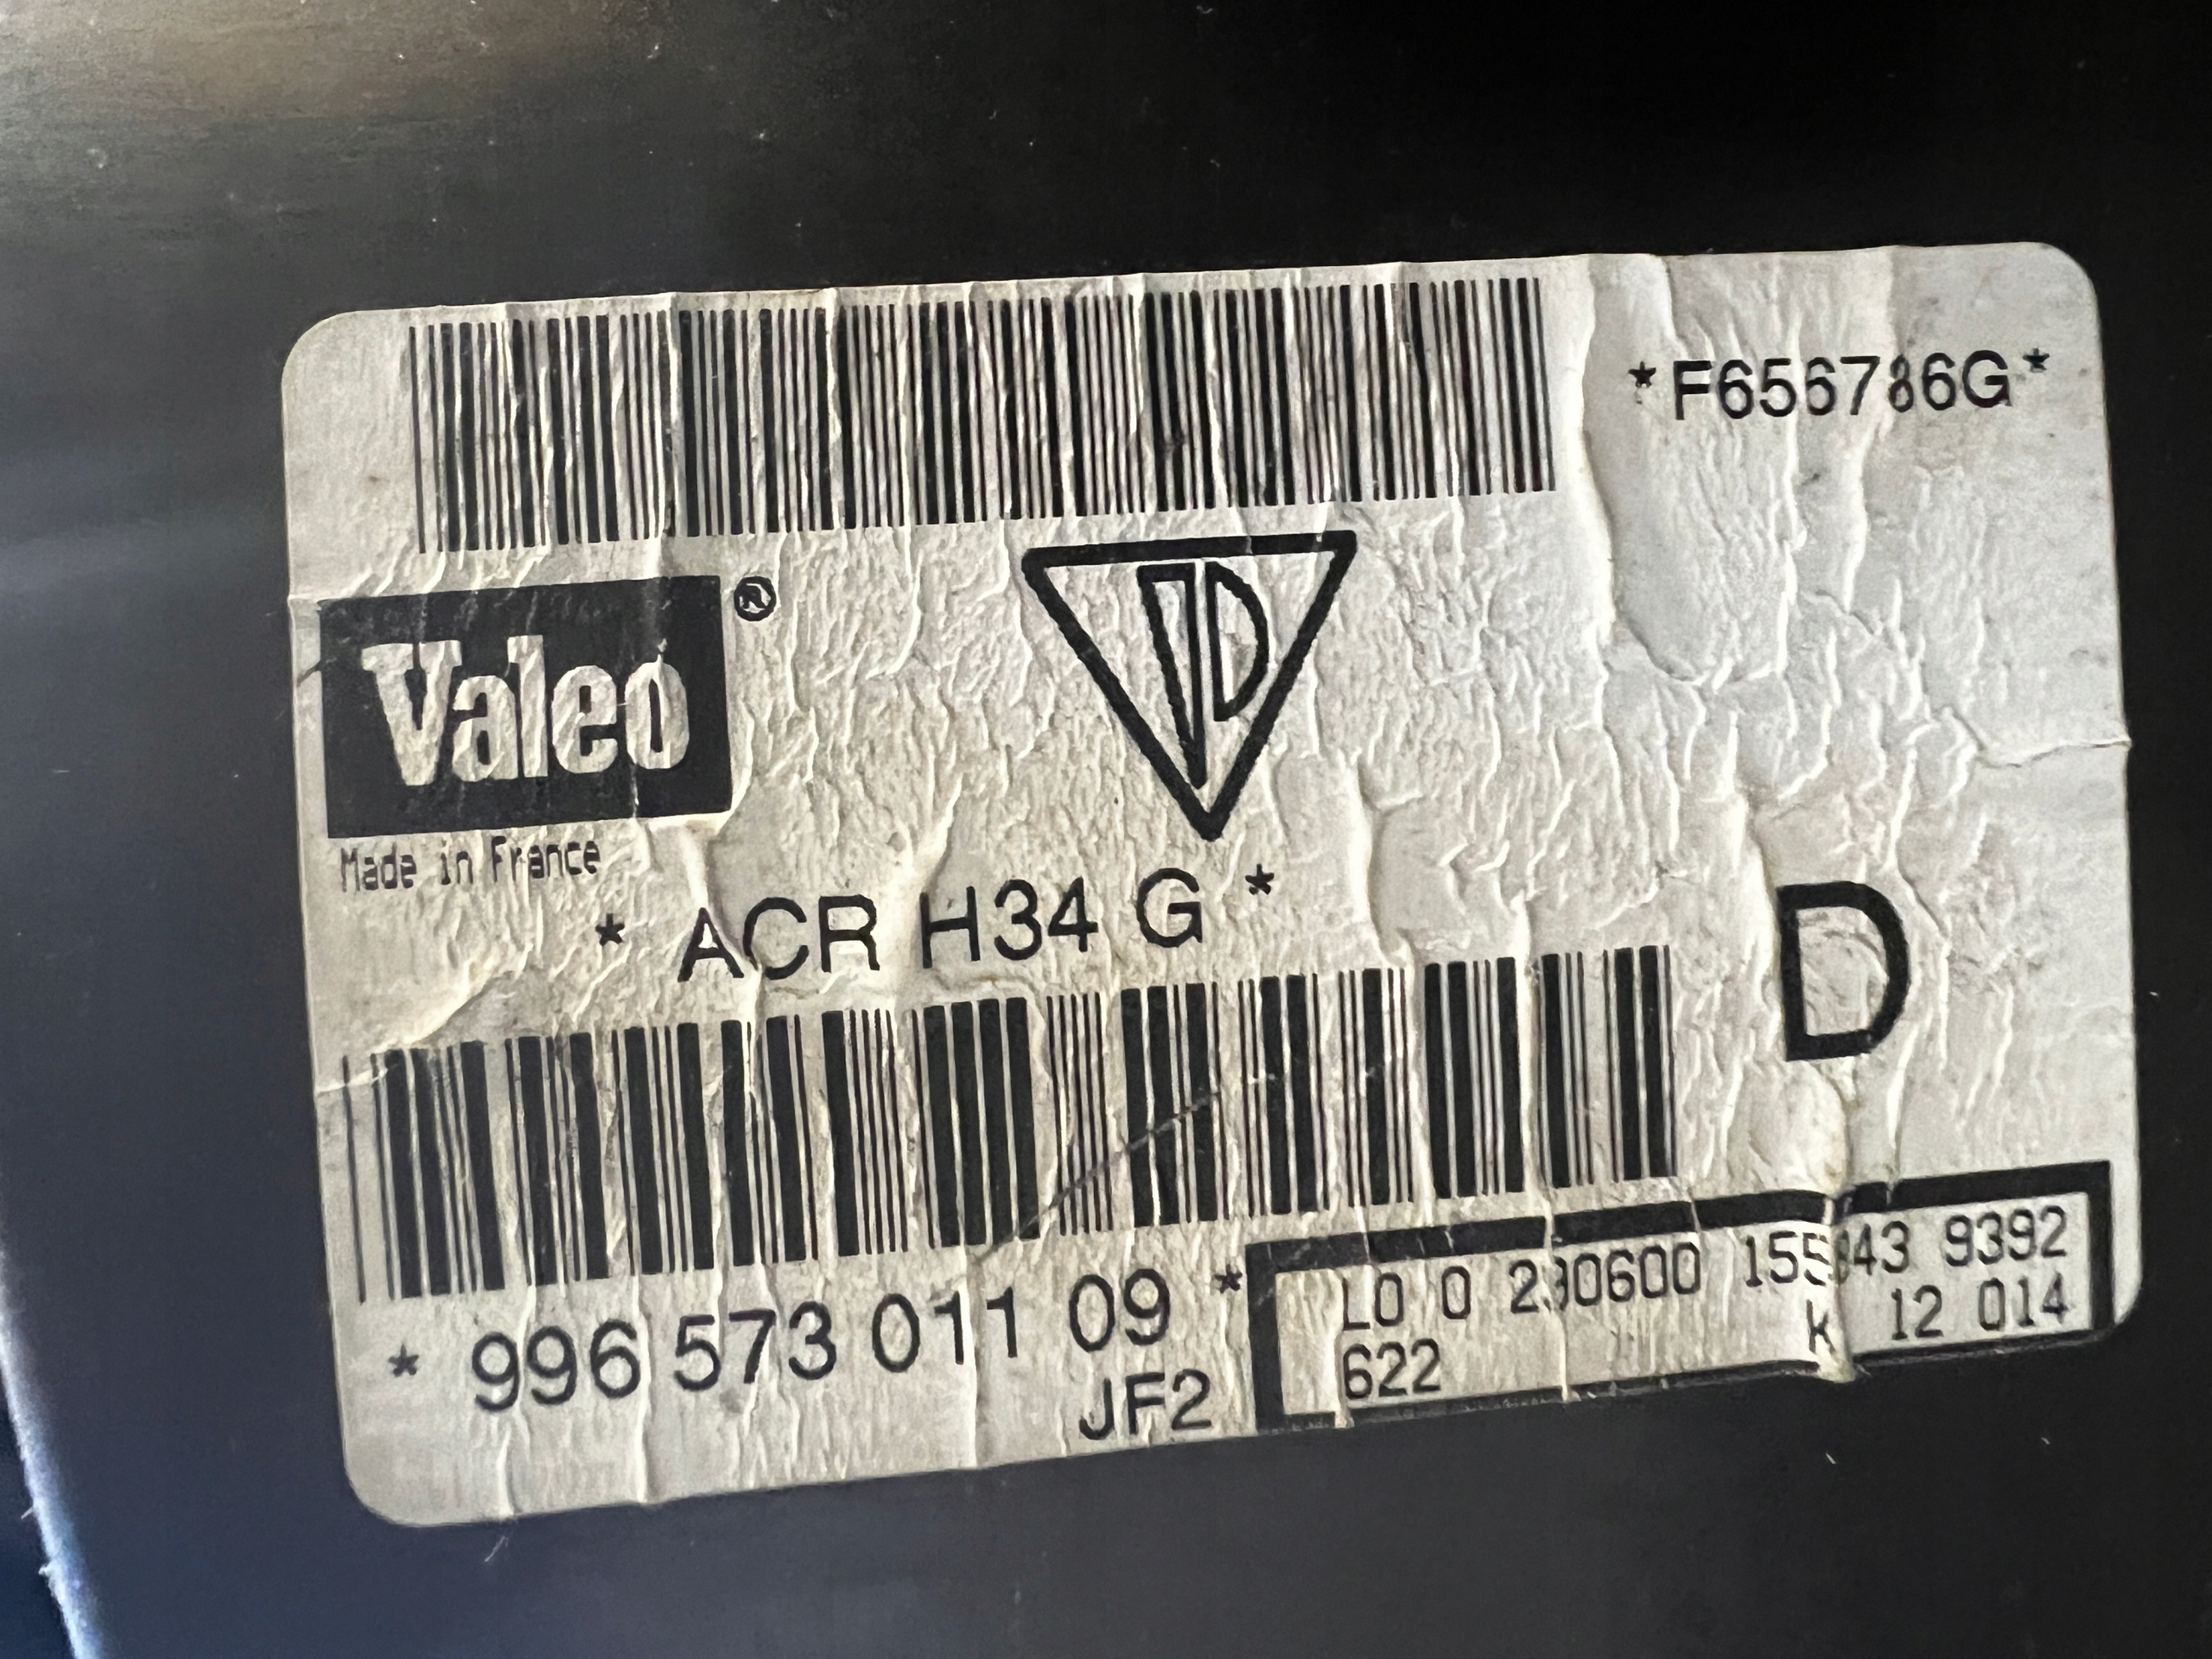 *F656786G*
Valeo®
Made in France
* ACR H34 G *
D
* 996 573 011 09 *
JF2
L0 0 230600 155843 9392
622 k 12 014